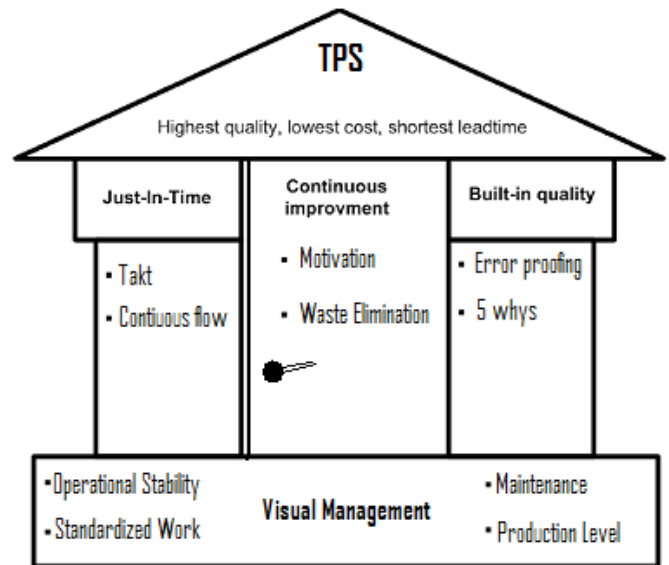 TPS
Highest quality, lowest cost, shortest leadtime
Just-In-Time
▪ Takt
▪ Contiuous flow
Continuous
improvment
▪ Motivation
▪ Waste Elimination
Built-in quality
▪ Error proofing
▪ 5 whys
▪Operational Stability
▪Standardized Work
Visual Management
▪Maintenance
▪Production Level